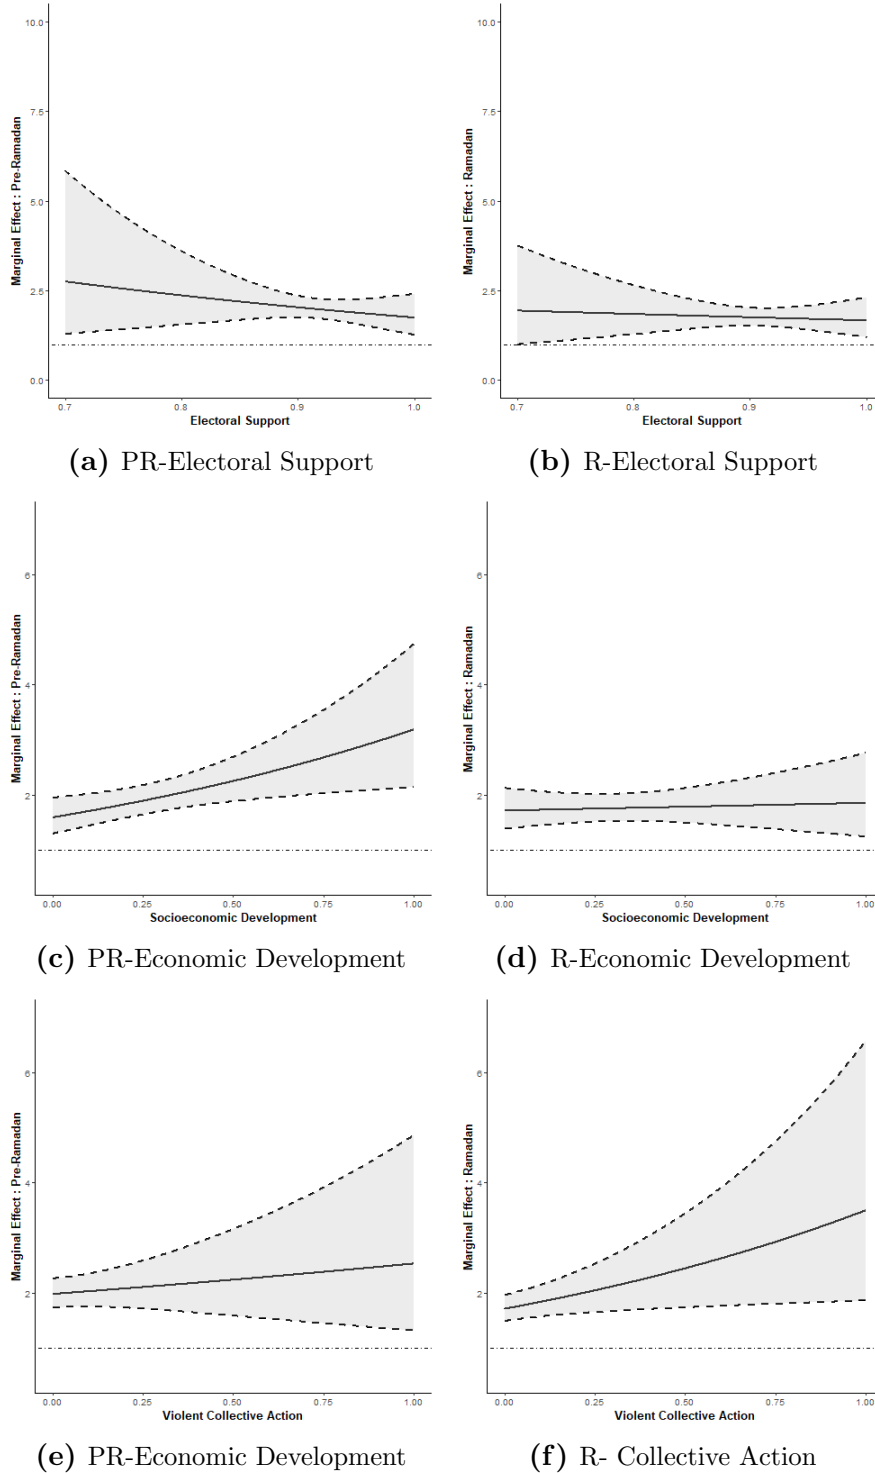 10.0
7.5
5.0
2.5
0.0
Marginal Effect : Pre-Ramadan
0.7 0.8 0.9 1.0
Electoral Support
(a) PR-Electoral Support
10.0
7.5
5.0
2.5
0.0
Marginal Effect : Ramadan
0.7 0.8 0.9 1.0
Electoral Support
(b) R-Electoral Support
6
4
2
Marginal Effect : Pre-Ramadan
0.00 0.25 0.50 0.75 1.00
Socioeconomic Development
(c) PR-Economic Development
6
4
2
Marginal Effect : Ramadan
0.00 0.25 0.50 0.75 1.00
Socioeconomic Development
(d) R-Economic Development
6
4
2
Marginal Effect : Pre-Ramadan
0.00 0.25 0.50 0.75 1.00
Violent Collective Action
(e) PR-Economic Development
6
4
2
Marginal Effect : Ramadan
0.00 0.25 0.50 0.75 1.00
Violent Collective Action
(f) R- Collective Action